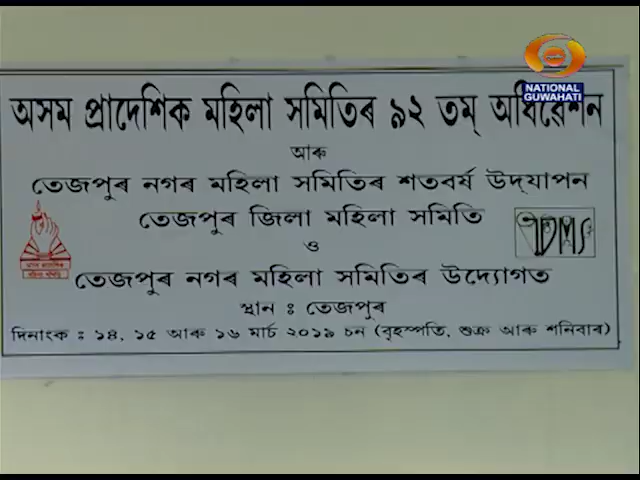 NATIONAL
GUWAHATI
অসম প্ৰাদেশিক মহিলা সমিতিৰ ৯২ তম্ অধিৱেশন
আৰু
তেজপুৰ নগৰ মহিলা সমিতিৰ শতবৰ্ষ উদ্‌যাপন
তেজপুৰ জিলা মহিলা সমিতি
ও
তেজপুৰ নগৰ মহিলা সমিতিৰ উদ্যোগত
স্থান : তেজপুৰ
দিনাংক : ১৪, ১৫ আৰু ১৬ মাৰ্চ ২০১৯ চন (বৃহস্পতি, শুক্ৰ আৰু শনিবাৰ)
TDMS